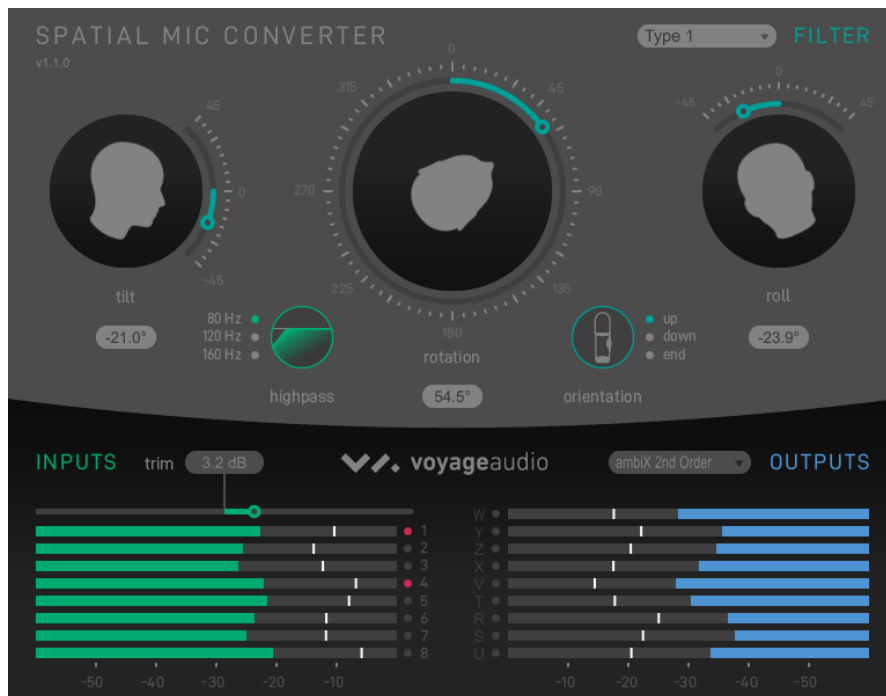 SPATIAL MIC CONVERTER
v1.1.0
Type 1
FILTER
0
45
90
135
180
225
270
315
45
0
-45
tilt
-21.0°
-45
0
45
roll
-23.9°
80 Hz
120 Hz
160 Hz
highpass
rotation
54.5°
up
down
end
orientation
INPUTS
trim
3.2 dB
voyageaudio
ambiX 2nd Order
OUTPUTS
1
2
3
4
5
6
7
8
-50 -40 -30 -20 -10
W
Y
Z
X
V
T
R
S
U
-10 -20 -30 -40 -50